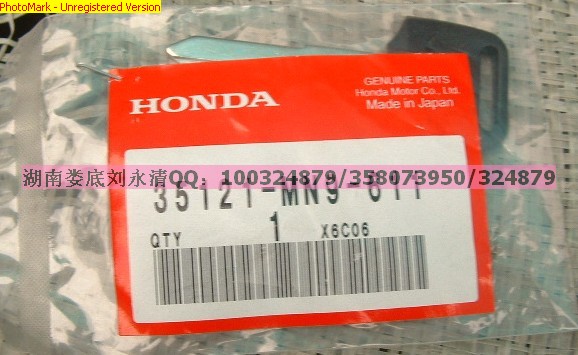 PhotoMark - Unregistered Version
GENUINE PARTS
Honda Motor Co., Ltd.
Made in Japan
HONDA
湖南娄底刘永清QQ：100324879/358073950/324879
35121-MN9-611
QTY 1 X6C06